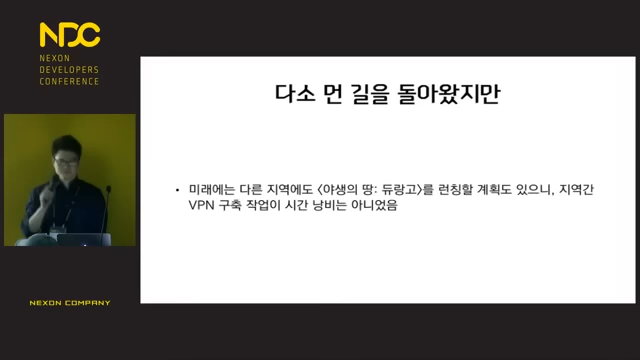 NDC
NEXON
DEVELOPERS
CONFERENCE
다소 먼 길을 돌아왔지만
• 미래에는 다른 지역에도 〈야생의 땅: 듀랑고〉를 런칭할 계획도 있으니, 지역간
VPN 구축 작업이 시간 낭비는 아니었음
NEXON COMPANY